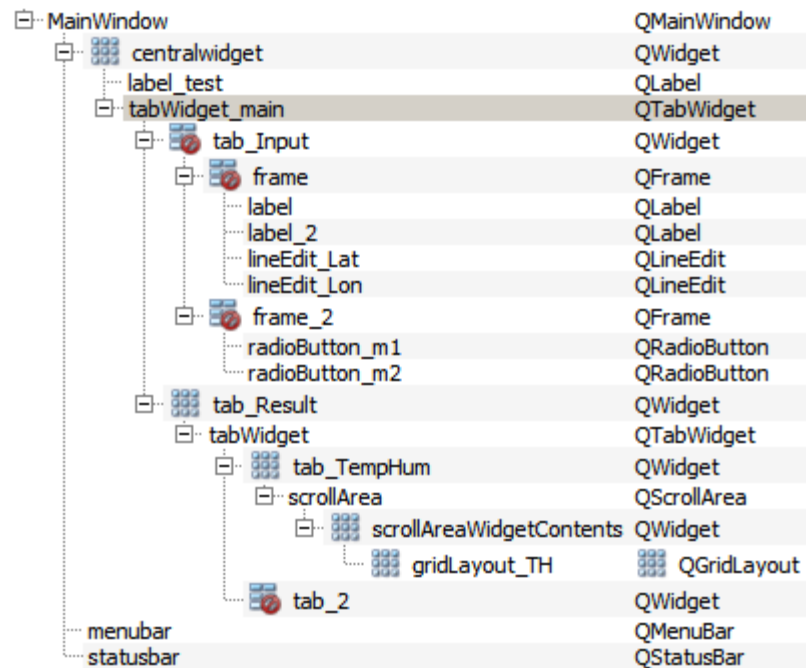 MainWindow QMainWindow
centralwidget QWidget
label_test QLabel
tabWidget_main QTabWidget
tab_Input QWidget
frame QFrame
label QLabel
label_2 QLabel
lineEdit_Lat QLineEdit
lineEdit_Lon QLineEdit
frame_2 QFrame
radioButton_m1 QRadioButton
radioButton_m2 QRadioButton
tab_Result QWidget
tabWidget QTabWidget
tab_TempHum QWidget
scrollArea QScrollArea
scrollAreaWidgetContents QWidget
gridLayout_TH QGridLayout
tab_2 QWidget
menubar QMenuBar
statusbar QStatusBar